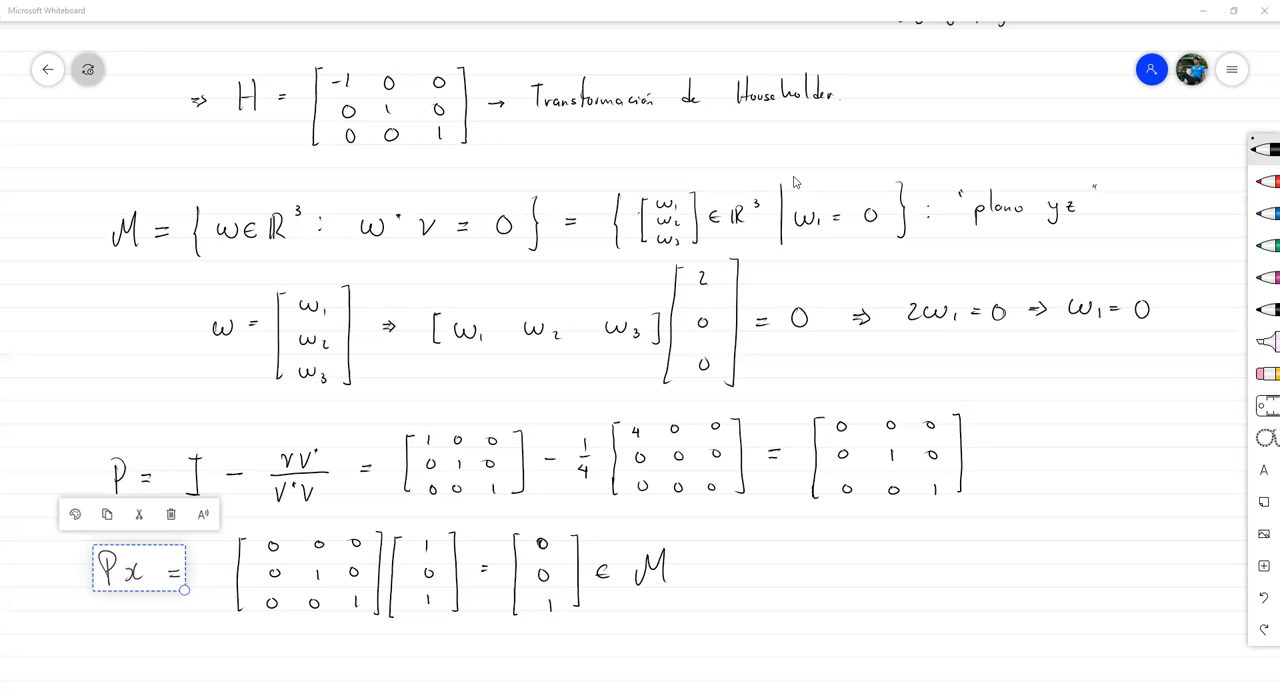 Microsoft Whiteboard
⇒ H = [-1 0 0; 0 1 0; 0 0 1] → Transformación de Householder.
M = { w ∈ ℝ³ : w* v = 0 } = { [w₁ w₂ w₃] ∈ ℝ³ | w₁ = 0 } : "plano yz"
w = [w₁; w₂; w₃] ⇒ [w₁ w₂ w₃] [2; 0; 0] = 0 ⇒ 2w₁ = 0 ⇒ w₁ = 0
P = I - vv*/v*v = [1 0 0; 0 1 0; 0 0 1] - 1/4 [4 0 0; 0 0 0; 0 0 0] = [0 0 0; 0 1 0; 0 0 1]
Px = [0 0 0; 0 1 0; 0 0 1] [1; 0; 1] = [0; 0; 1] ∈ M